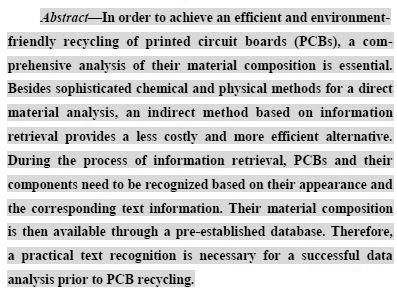 Abstract—In order to achieve an efficient and environment-
friendly recycling of printed circuit boards (PCBs), a com-
prehensive analysis of their material composition is essential.
Besides sophisticated chemical and physical methods for a direct
material analysis, an indirect method based on information
retrieval provides a less costly and more efficient alternative.
During the process of information retrieval, PCBs and their
components need to be recognized based on their appearance and
the corresponding text information. Their material composition
is then available through a pre-established database. Therefore,
a practical text recognition is necessary for a successful data
analysis prior to PCB recycling.